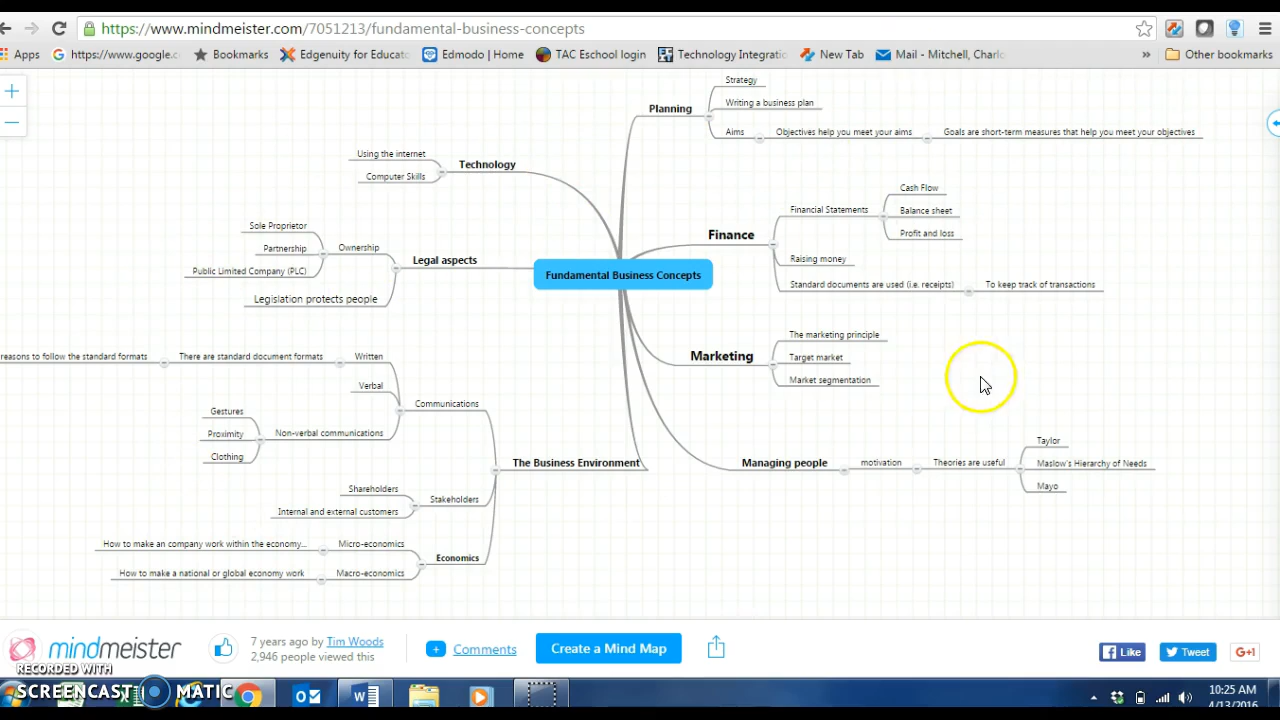 https://www.mindmeister.com/7051213/fundamental-business-concepts
Apps
https://www.google.c
Bookmarks
Edgenuity for Educato
Edmodo | Home
TAC Eschool login
Technology Integratio
New Tab
Mail - Mitchell, Charlo
»
Other bookmarks
Fundamental Business Concepts
Planning
Strategy
Writing a business plan
Aims
Objectives help you meet your aims
Goals are short-term measures that help you meet your objectives
Technology
Using the internet
Computer Skills
Finance
Financial Statements
Cash Flow
Balance sheet
Profit and loss
Raising money
Standard documents are used (i.e. receipts)
To keep track of transactions
Legal aspects
Ownership
Sole Proprietor
Partnership
Public Limited Company (PLC)
Legislation protects people
Marketing
The marketing principle
Target market
Market segmentation
Managing people
motivation
Theories are useful
Taylor
Maslow's Hierarchy of Needs
Mayo
The Business Environment
Communications
Written
There are standard document formats
reasons to follow the standard formats
Verbal
Non-verbal communications
Gestures
Proximity
Clothing
Stakeholders
Shareholders
Internal and external customers
Economics
Micro-economics
How to make an company work within the economy...
Macro-economics
How to make a national or global economy work
mindmeister
7 years ago by Tim Woods
2,946 people viewed this
Comments
Create a Mind Map
Like
Tweet
G+1
RECORDED WITH
SCREENCAST MATIC
10:25 AM
4/13/2016